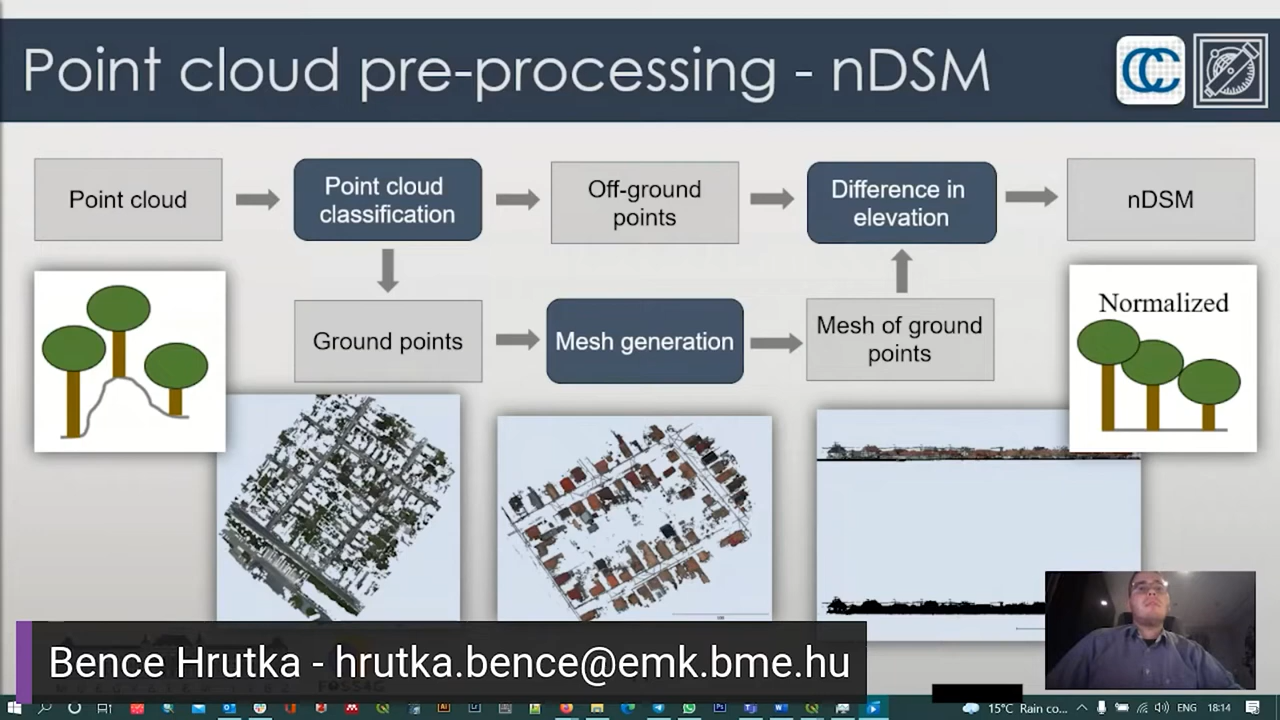 Point cloud pre-processing - nDSM
Point cloud
Point cloud
classification
Off-ground
points
Difference in
elevation
nDSM
Ground points
Mesh generation
Mesh of ground
points
Normalized
Bence Hrutka - hrutka.bence@emk.bme.hu
FOSS4G
15°C Rain co...
ENG
18:14